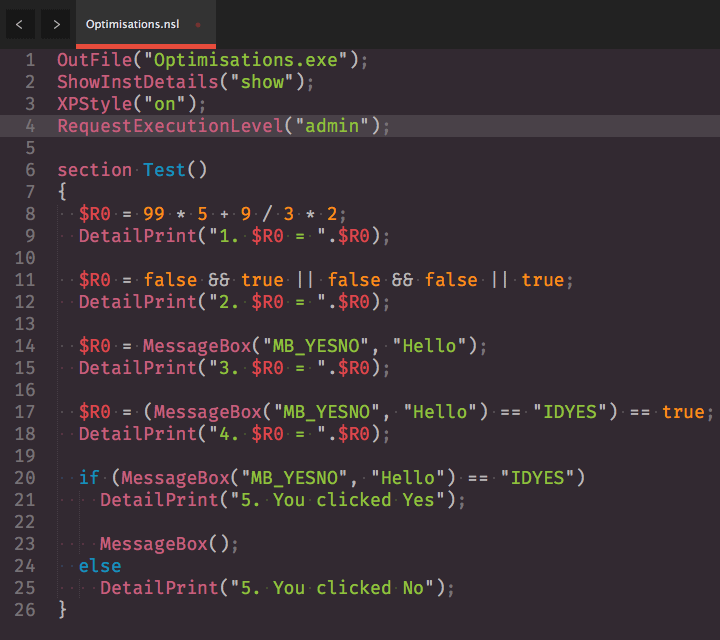 < > Optimisations.nsl
1 OutFile("Optimisations.exe");
2 ShowInstDetails("show");
3 XPStyle("on");
4 RequestExecutionLevel("admin");
5
6 section Test()
7 {
8   $R0 = 99 * 5 + 9 / 3 * 2;
9   DetailPrint("1. $R0 = ".$R0);
10
11   $R0 = false && true || false && false || true;
12   DetailPrint("2. $R0 = ".$R0);
13
14   $R0 = MessageBox("MB_YESNO", "Hello");
15   DetailPrint("3. $R0 = ".$R0);
16
17   $R0 = (MessageBox("MB_YESNO", "Hello") == "IDYES") == true;
18   DetailPrint("4. $R0 = ".$R0);
19
20   if (MessageBox("MB_YESNO", "Hello") == "IDYES")
21     DetailPrint("5. You clicked Yes");
22
23     MessageBox();
24   else
25     DetailPrint("5. You clicked No");
26 }